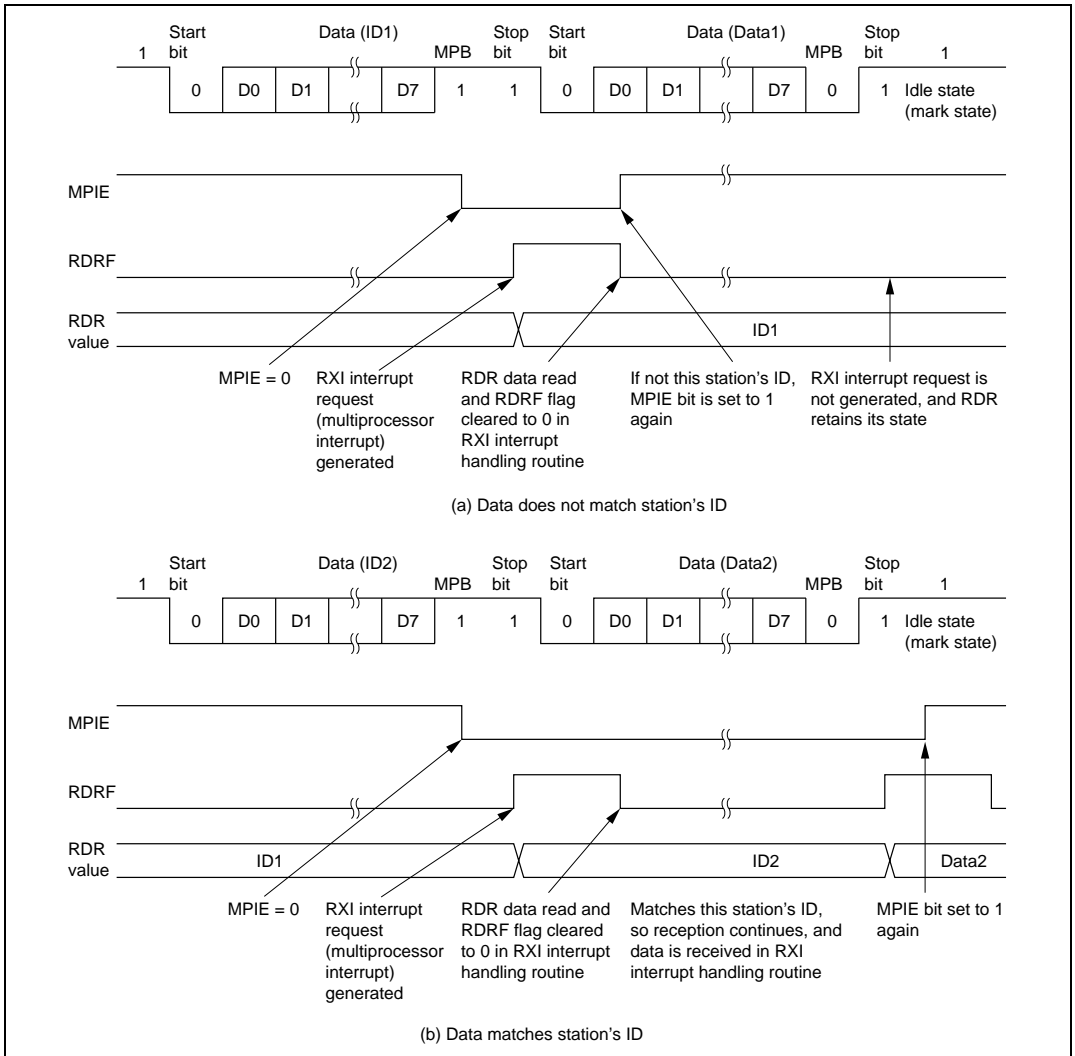 Start Data (ID1) Stop Start Data (Data1) Stop
1 bit MPB bit bit MPB bit 1
0 D0 D1 D7 1 1 0 D0 D1 D7 0 1 Idle state
(mark state)
MPIE
RDRF
RDR
value
ID1
MPIE = 0
RXI interrupt
request
(multiprocessor
interrupt)
generated
RDR data read
and RDRF flag
cleared to 0 in
RXI interrupt
handling routine
If not this station's ID,
MPIE bit is set to 1
again
RXI interrupt request is
not generated, and RDR
retains its state
(a) Data does not match station's ID
Start Data (ID2) Stop Start Data (Data2) Stop
1 bit MPB bit bit MPB bit 1
0 D0 D1 D7 1 1 0 D0 D1 D7 0 1 Idle state
(mark state)
MPIE
RDRF
RDR
value
ID1 ID2 Data2
MPIE = 0
RXI interrupt
request
(multiprocessor
interrupt)
generated
RDR data read and
RDRF flag cleared
to 0 in RXI interrupt
handling routine
Matches this station's ID,
so reception continues, and
data is received in RXI
interrupt handling routine
MPIE bit set to 1
again
(b) Data matches station's ID